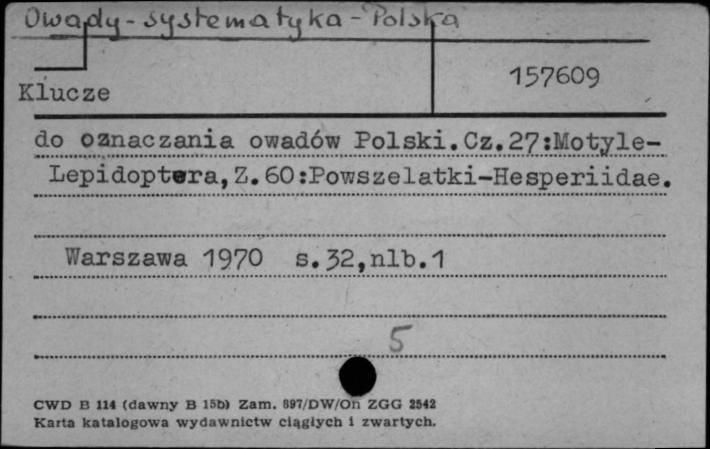 Owady - systematyka - Polska
157609
Klucze
do oznaczania owadów Polski.Cz.27:Motyle-
Lepidoptera,Z.60:Powszelatki-Hesperiidae.
Warszawa 1970 s.32,nlb.1
5
CWD B 114 (dawny B 15b) Zam. 897/DW/On ZGG 2542
Karta katalogowa wydawnictw ciągłych i zwartych.